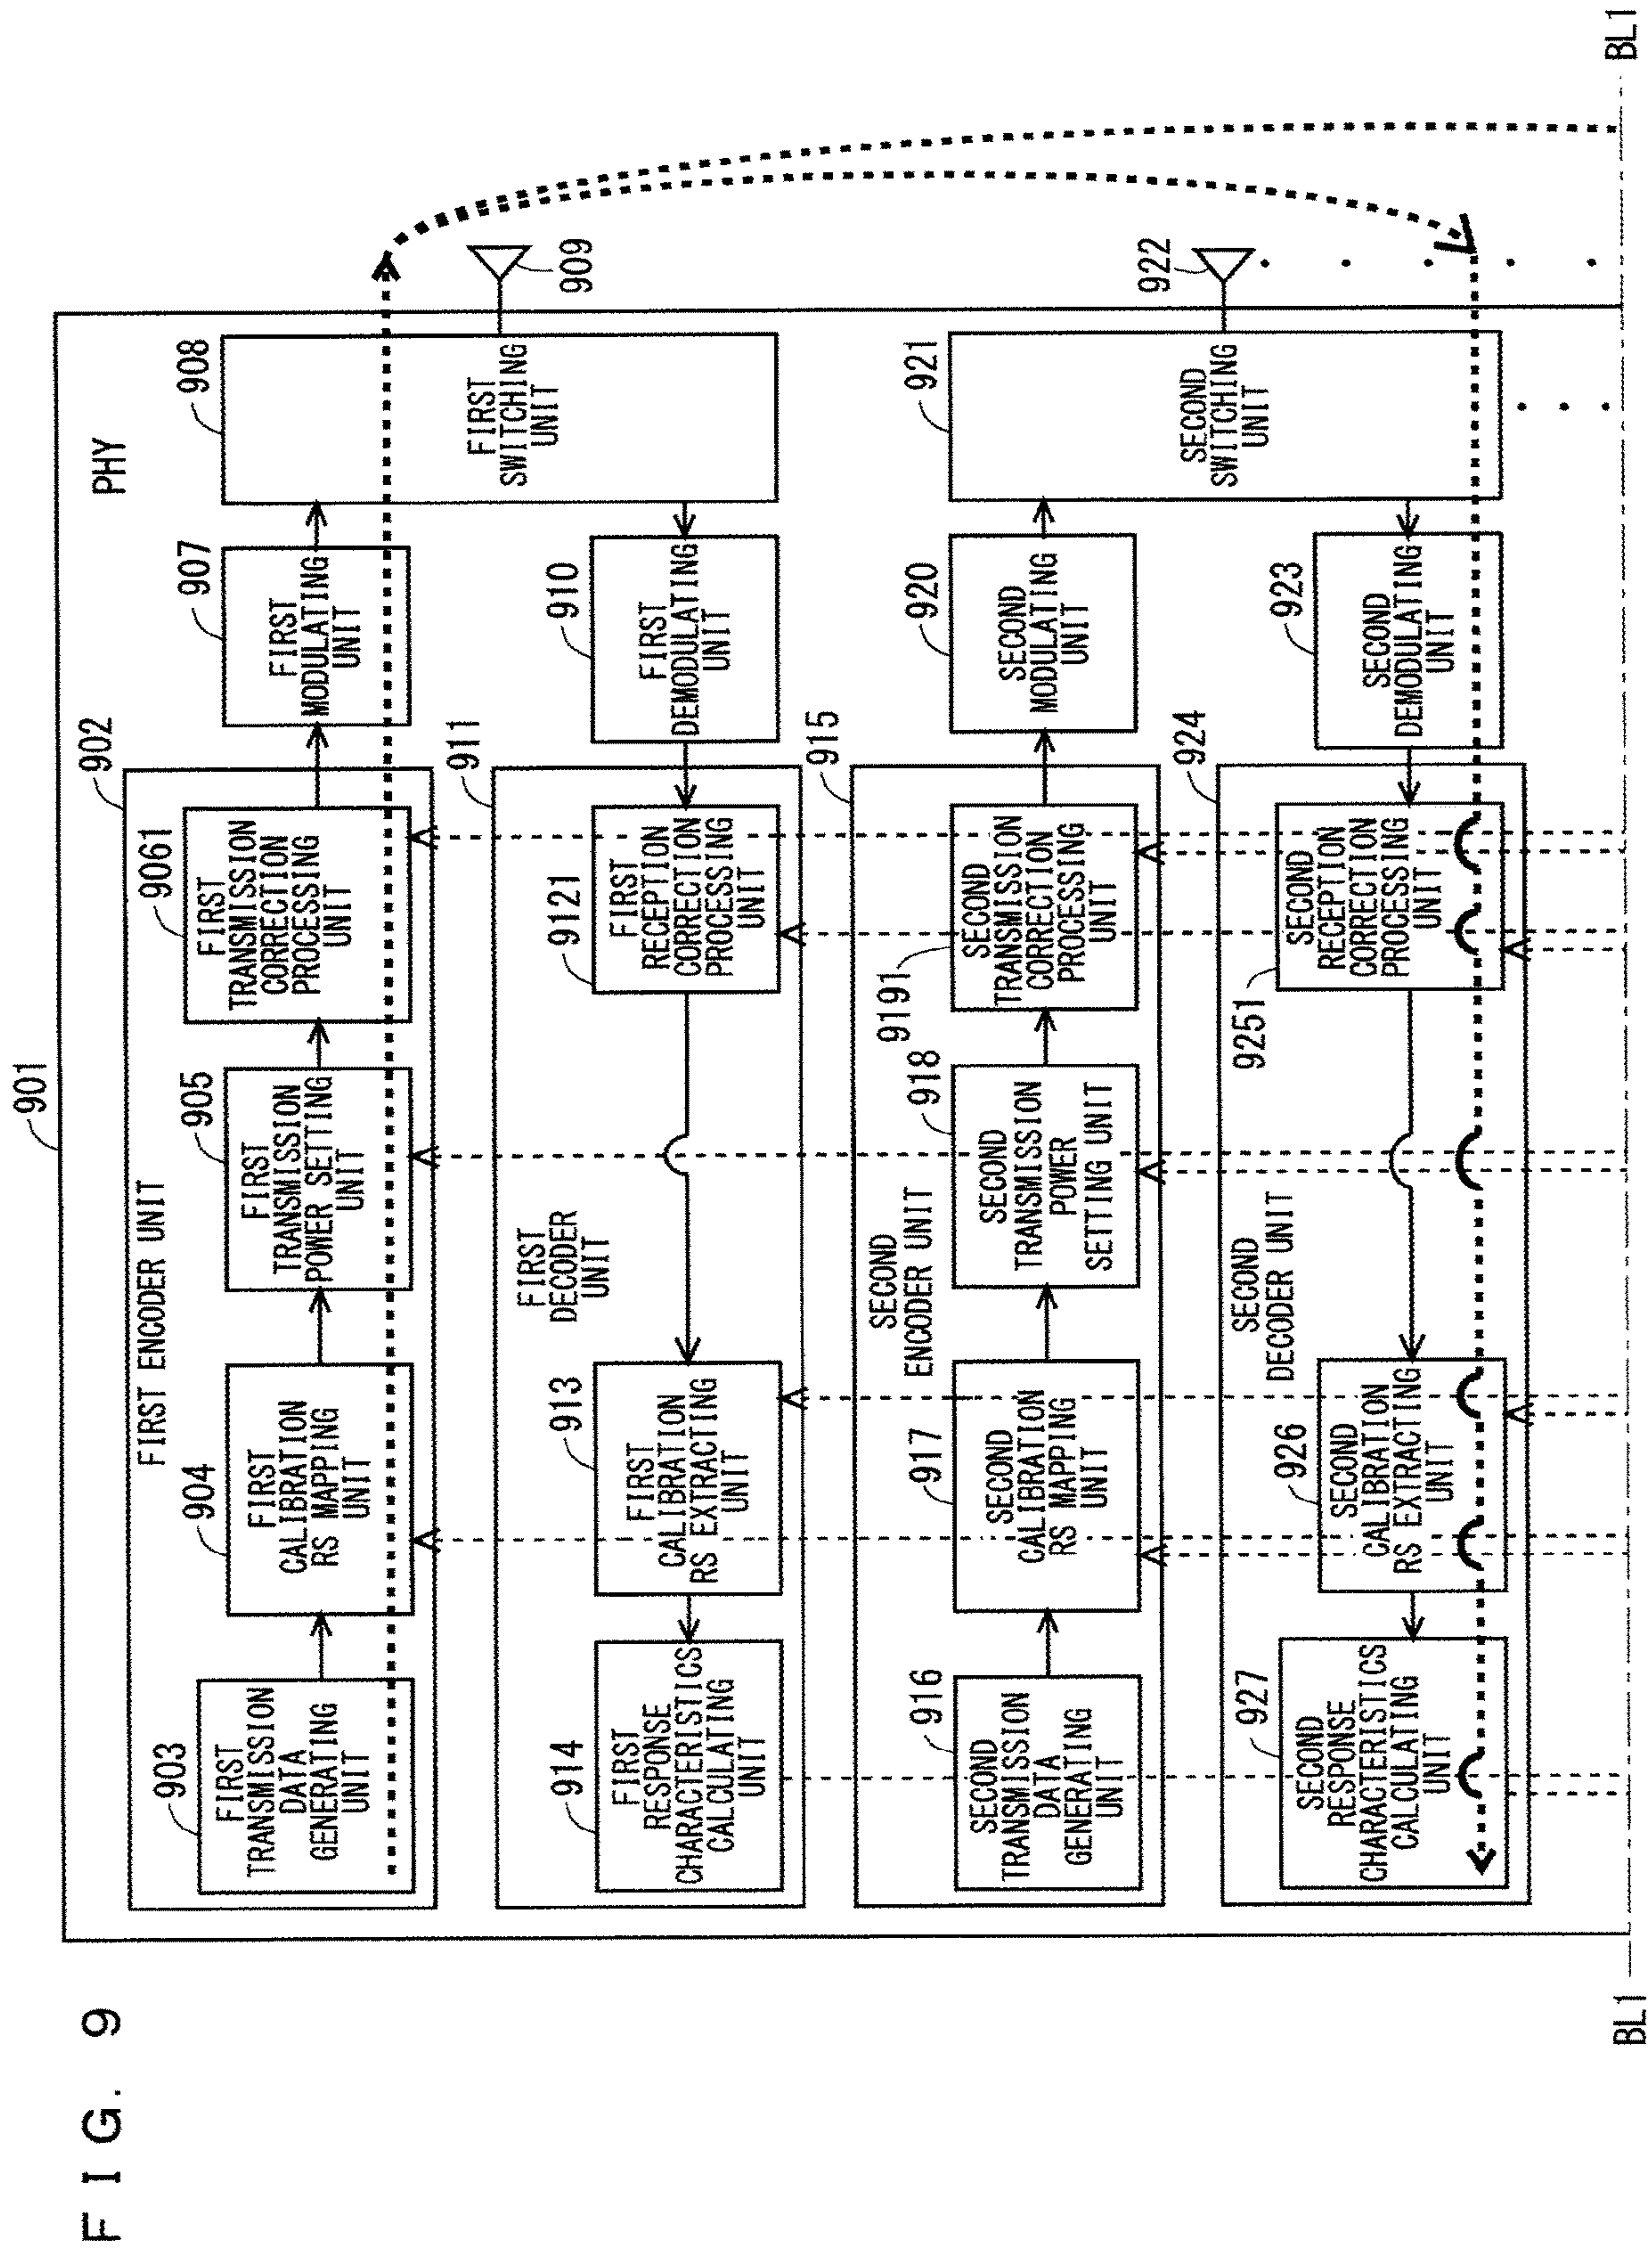 FIG. 9
901
PHY
902
FIRST ENCODER UNIT
903
FIRST
TRANSMISSION
DATA
GENERATING
UNIT
904
FIRST
CALIBRATION
RS MAPPING
UNIT
905
FIRST
TRANSMISSION
POWER SETTING
UNIT
9061
FIRST
TRANSMISSION
CORRECTION
PROCESSING
UNIT
907
FIRST
MODULATING
UNIT
908
FIRST
SWITCHING
UNIT
909
911
FIRST
DECODER
UNIT
914
FIRST
RESPONSE
CHARACTERISTICS
CALCULATING
UNIT
913
FIRST
CALIBRATION
RS EXTRACTING
UNIT
9121
FIRST
RECEPTION
CORRECTION
PROCESSING
UNIT
910
FIRST
DEMODULATING
UNIT
915
SECOND
ENCODER UNIT
916
SECOND
TRANSMISSION
DATA
GENERATING
UNIT
917
SECOND
CALIBRATION
RS MAPPING
UNIT
918
SECOND
TRANSMISSION
POWER
SETTING UNIT
9191
SECOND
TRANSMISSION
CORRECTION
PROCESSING
UNIT
920
SECOND
MODULATING
UNIT
921
SECOND
SWITCHING
UNIT
922
924
SECOND
DECODER UNIT
927
SECOND
RESPONSE
CHARACTERISTICS
CALCULATING
UNIT
926
SECOND
CALIBRATION
RS EXTRACTING
UNIT
9251
SECOND
RECEPTION
CORRECTION
PROCESSING
UNIT
923
SECOND
DEMODULATING
UNIT
BL1
BL1